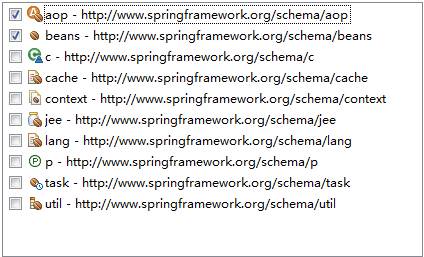 aop - http://www.springframework.org/schema/aop
beans - http://www.springframework.org/schema/beans
c - http://www.springframework.org/schema/c
cache - http://www.springframework.org/schema/cache
context - http://www.springframework.org/schema/context
jee - http://www.springframework.org/schema/jee
lang - http://www.springframework.org/schema/lang
p - http://www.springframework.org/schema/p
task - http://www.springframework.org/schema/task
util - http://www.springframework.org/schema/util